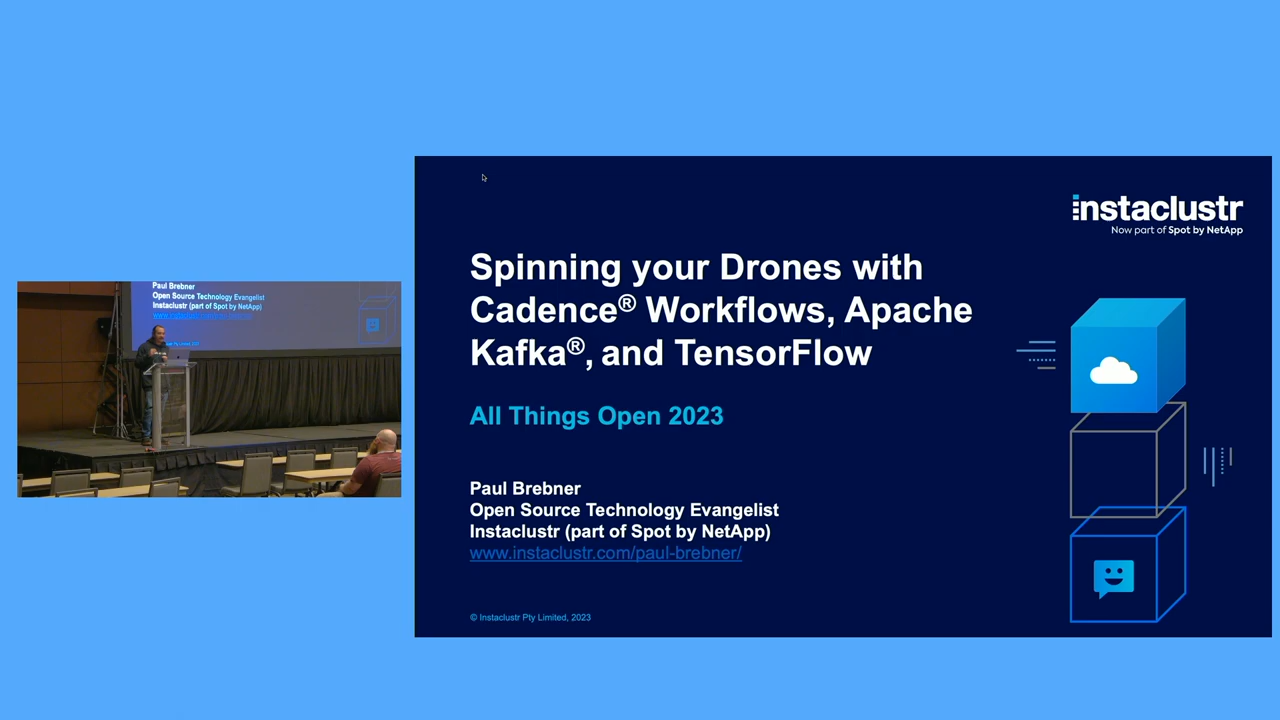 Paul Brebner
Open Source Technology Evangelist
Instaclustr (part of Spot by NetApp)
instaclustr
Now part of Spot by NetApp
Spinning your Drones with
Cadence® Workflows, Apache
Kafka®, and TensorFlow
All Things Open 2023
Paul Brebner
Open Source Technology Evangelist
Instaclustr (part of Spot by NetApp)
www.instaclustr.com/paul-brebner/
© Instaclustr Pty Limited, 2023